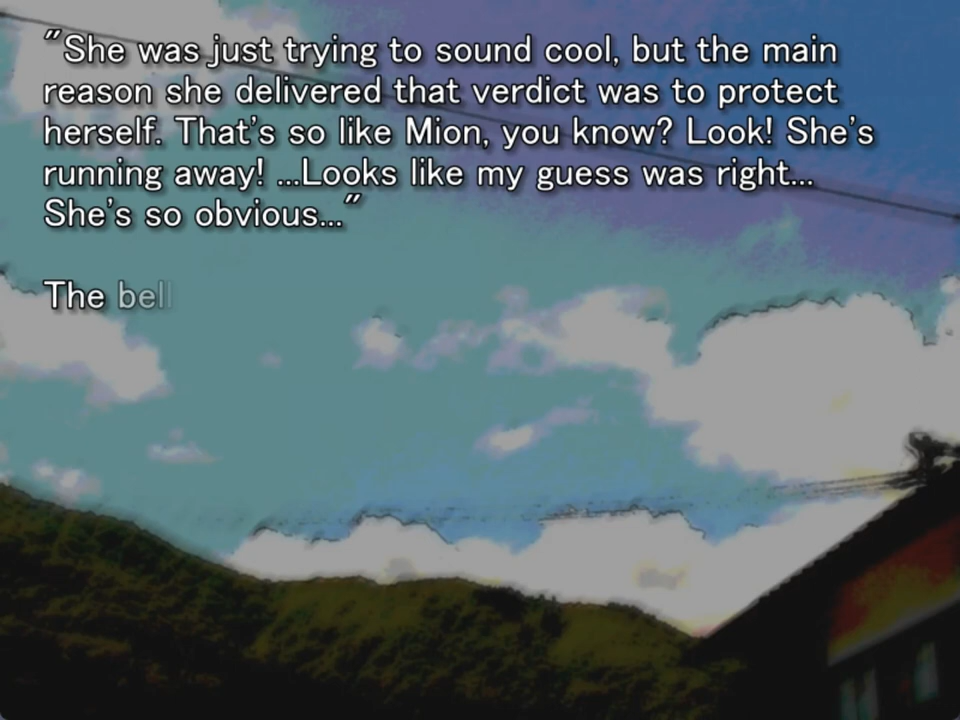 "She was just trying to sound cool, but the main
reason she delivered that verdict was to protect
herself. That's so like Mion, you know? Look! She's
running away! ...Looks like my guess was right...
She's so obvious..."
The bell